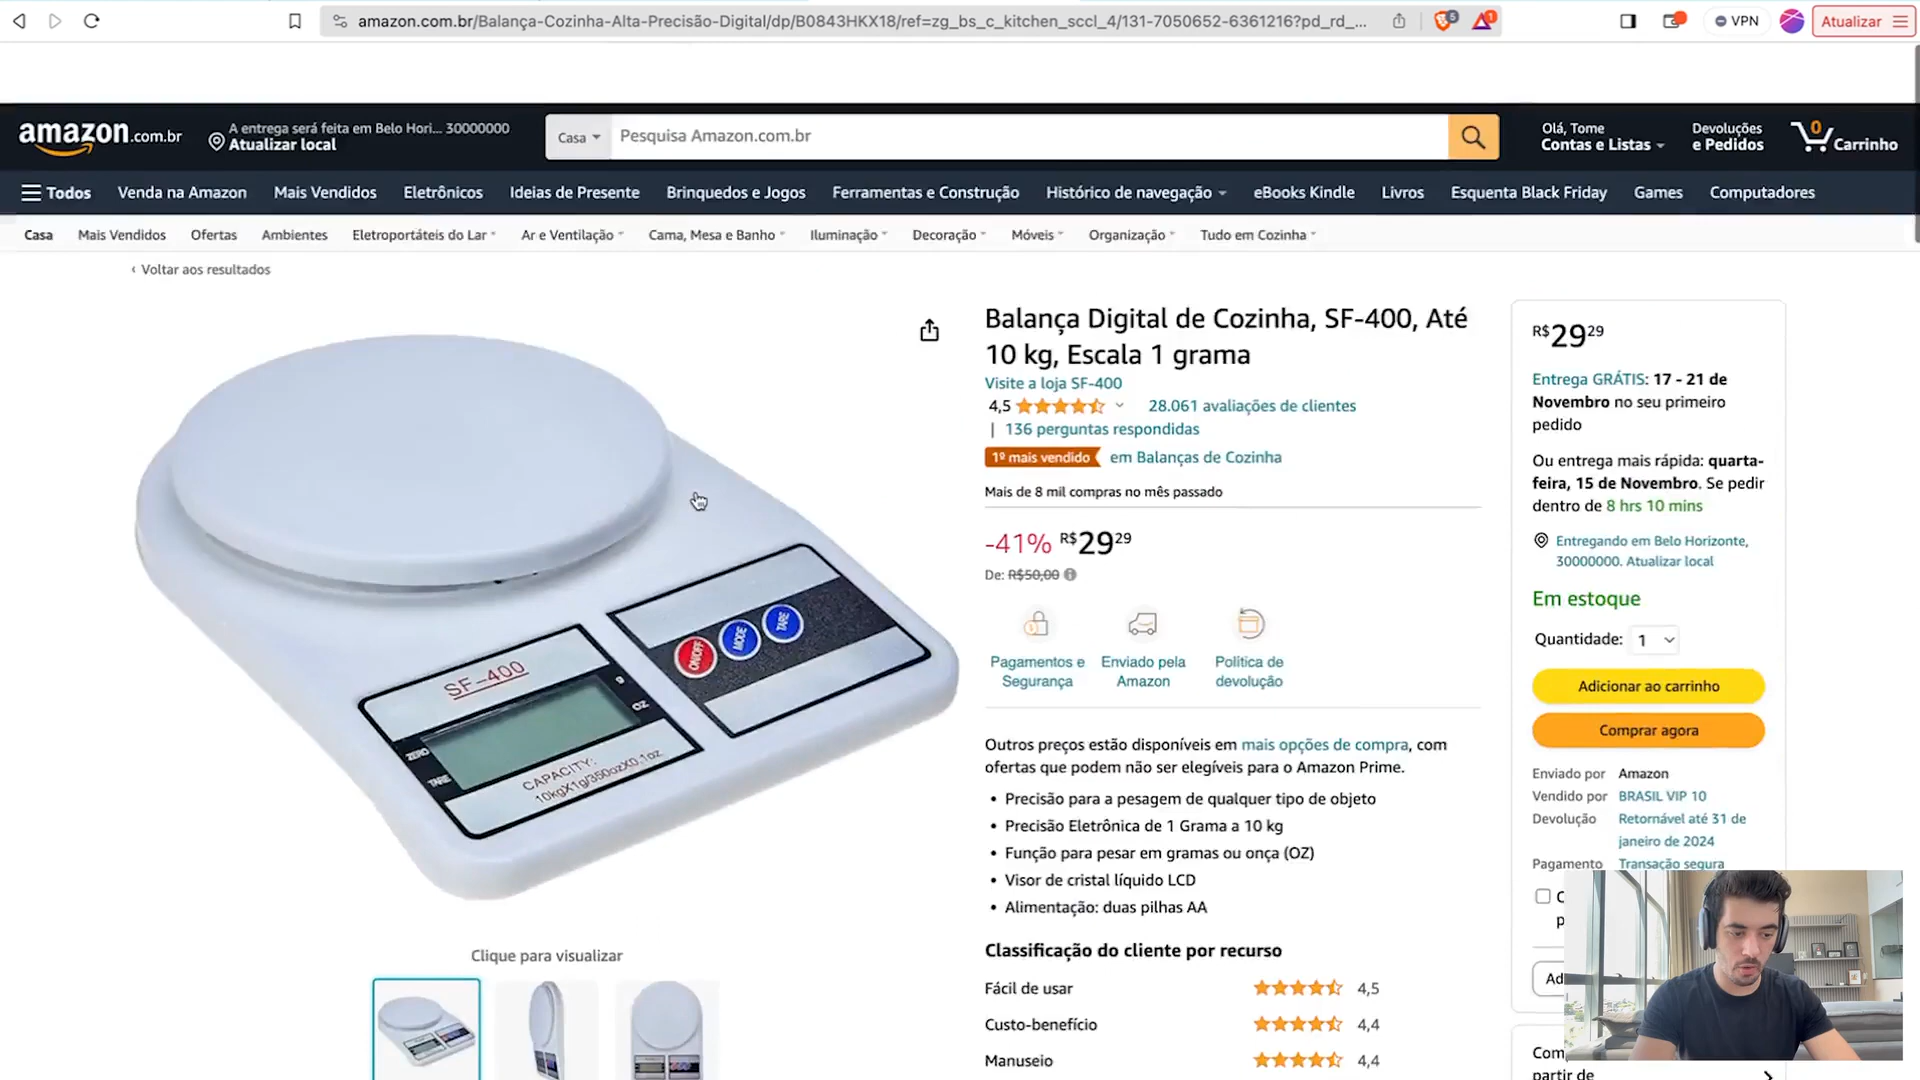 amazon.com.br/Balança-Cozinha-Alta-Precisão-Digital/dp/B0843HKX18/ref=zg_bs_c_kitchen_sccl_4/131-7050652-6361216?pd_rd_...
5
1
VPN
Atualizar
amazon.com.br
A entrega será feita em Belo Hori... 30000000
Atualizar local
Casa
Pesquisa Amazon.com.br
Olá, Tome
Contas e Listas
Devoluções
e Pedidos
0
Carrinho
Todos
Venda na Amazon
Mais Vendidos
Eletrônicos
Ideias de Presente
Brinquedos e Jogos
Ferramentas e Construção
Histórico de navegação
eBooks Kindle
Livros
Esquenta Black Friday
Games
Computadores
Casa
Mais Vendidos
Ofertas
Ambientes
Eletroportáteis do Lar
Ar e Ventilação
Cama, Mesa e Banho
Iluminação
Decoração
Móveis
Organização
Tudo em Cozinha
‹ Voltar aos resultados
SF-400
g
OZ
ZERO
TARE
CAPACITY:
10kgX1g/350ozX0.1oz
ON/OFF
MODE
TARE
Clique para visualizar
Balança Digital de Cozinha, SF-400, Até
10 kg, Escala 1 grama
Visite a loja SF-400
4,5
28.061 avaliações de clientes
| 136 perguntas respondidas
1º mais vendido em Balanças de Cozinha
Mais de 8 mil compras no mês passado
-41% R$29 29
De: R$50,00
Pagamentos e
Segurança
Enviado pela
Amazon
Política de
devolução
Outros preços estão disponíveis em mais opções de compra, com
ofertas que podem não ser elegíveis para o Amazon Prime.
• Precisão para a pesagem de qualquer tipo de objeto
• Precisão Eletrônica de 1 Grama a 10 kg
• Função para pesar em gramas ou onça (OZ)
• Visor de cristal líquido LCD
• Alimentação: duas pilhas AA
Classificação do cliente por recurso
Fácil de usar 4,5
Custo-benefício 4,4
Manuseio 4,4
R$29 29
Entrega GRÁTIS: 17 - 21 de
Novembro no seu primeiro
pedido
Ou entrega mais rápida: quarta-
feira, 15 de Novembro. Se pedir
dentro de 8 hrs 10 mins
Entregando em Belo Horizonte,
30000000. Atualizar local
Em estoque
Quantidade: 1
Adicionar ao carrinho
Comprar agora
Enviado por Amazon
Vendido por BRASIL VIP 10
Devolução Retornável até 31 de
janeiro de 2024
Pagamento Transação segura
Ad
Com
partir de